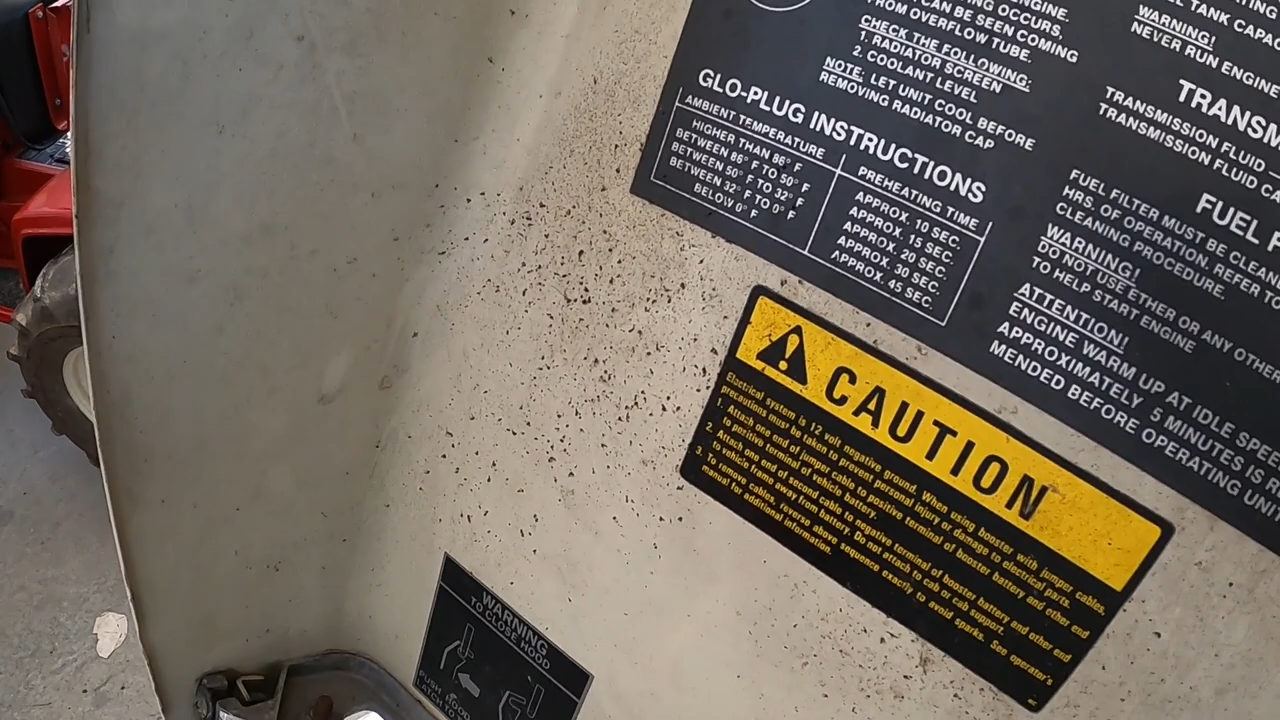 ENGINE.
ING OCCURS,
CAN BE SEEN COMING
FROM OVERFLOW TUBE.
CHECK THE FOLLOWING:
1. RADIATOR SCREEN
2. COOLANT LEVEL
NOTE: LET UNIT COOL BEFORE
REMOVING RADIATOR CAP
GLO-PLUG INSTRUCTIONS
AMBIENT TEMPERATURE PREHEATING TIME
HIGHER THAN 86° F APPROX. 10 SEC.
BETWEEN 86° F TO 50° F APPROX. 15 SEC.
BETWEEN 50° F TO 32° F APPROX. 20 SEC.
BETWEEN 32° F TO 0° F APPROX. 30 SEC.
BELOW 0° F APPROX. 45 SEC.
TANK CAPAC
WARNING!
NEVER RUN ENGINE
TRANSM
TRANSMISSION FLUID
TRANSMISSION FLUID CA
FUEL F
FUEL FILTER MUST BE CLEAN
HRS. OF OPERATION. REFER TO
CLEANING PROCEDURE.
WARNING!
DO NOT USE ETHER OR ANY OTHER
TO HELP START ENGINE
ATTENTION!
ENGINE WARM UP AT IDLE SPEE
APPROXIMATELY 5 MINUTES IS R
MENDED BEFORE OPERATING UNIT
CAUTION
Electrical system is 12 volt negative ground. When using booster with jumper cables,
precautions must be taken to prevent personal injury or damage to electrical parts.
1. Attach one end of jumper cable to positive terminal of booster battery and other end
to positive terminal of vehicle battery.
2. Attach one end of second cable to negative terminal of booster battery and other end
to vehicle frame away from battery. Do not attach to cab or cab support.
3. To remove cables, reverse above sequence exactly to avoid sparks. See operator's
manual for additional information.
WARNING
TO CLOSE HOOD
PUSH HOOD